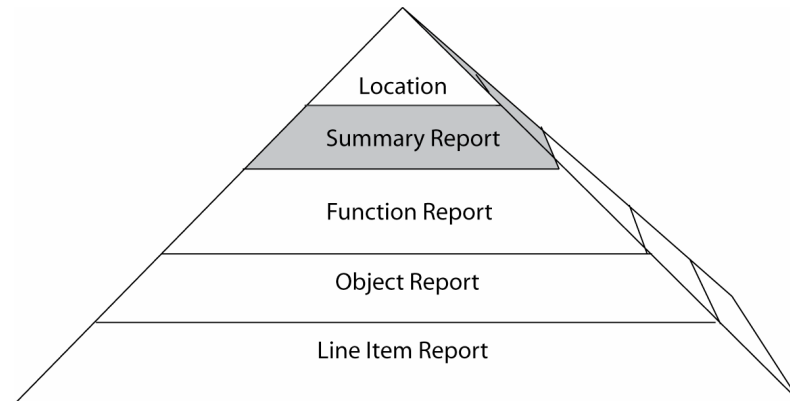 Location
Summary Report
Function Report
Object Report
Line Item Report